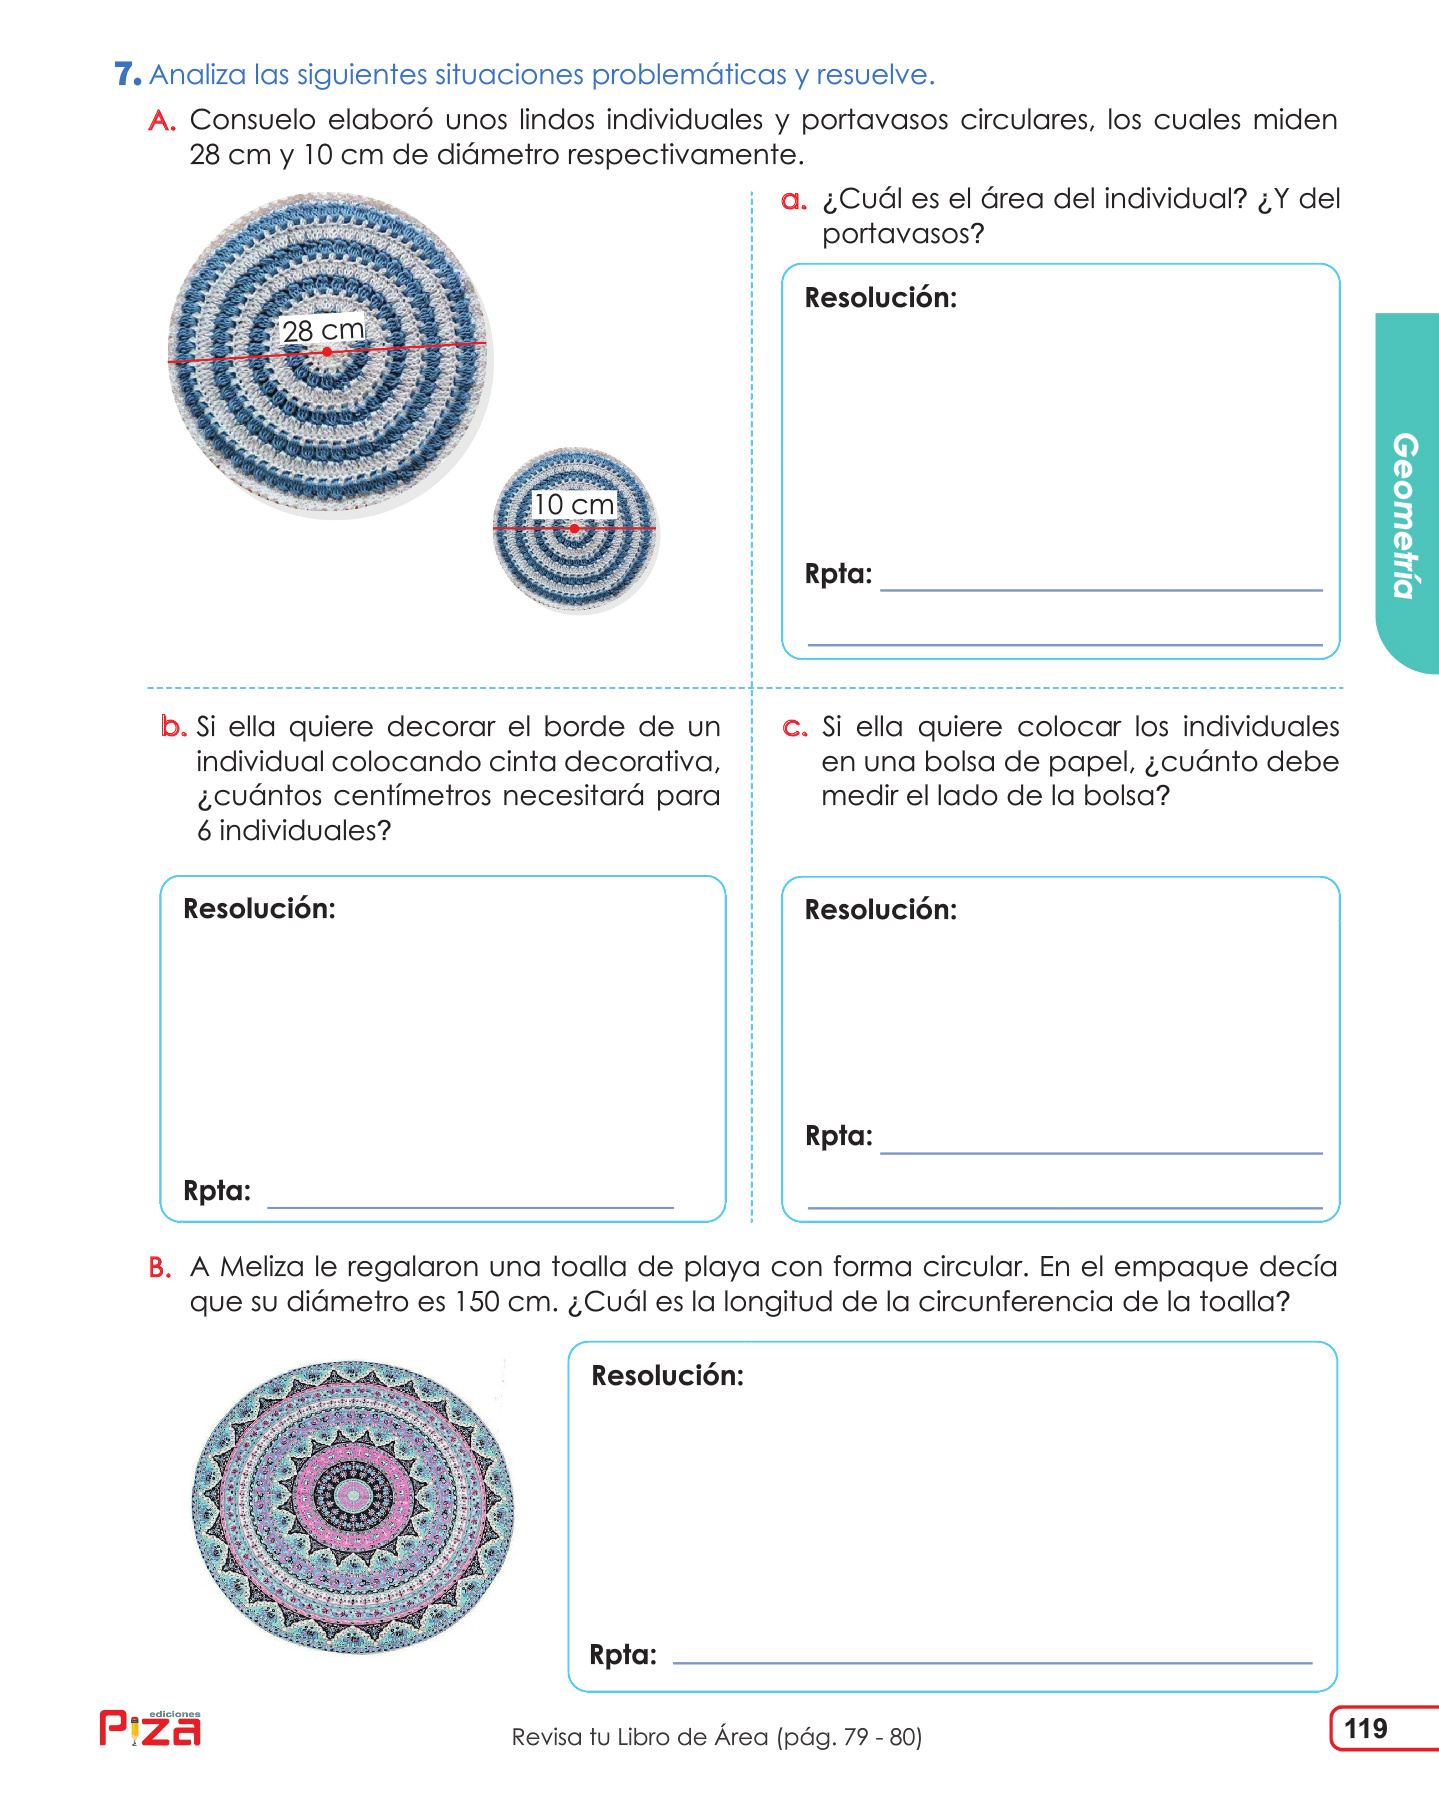 7. Analiza las siguientes situaciones problemáticas y resuelve.
A. Consuelo elaboró unos lindos individuales y portavasos circulares, los cuales miden
28 cm y 10 cm de diámetro respectivamente.
28 cm
10 cm
a. ¿Cuál es el área del individual? ¿Y del
portavasos?
Resolución:
Rpta:
Geometría
b. Si ella quiere decorar el borde de un
individual colocando cinta decorativa,
¿cuántos centímetros necesitará para
6 individuales?
Resolución:
Rpta:
c. Si ella quiere colocar los individuales
en una bolsa de papel, ¿cuánto debe
medir el lado de la bolsa?
Resolución:
Rpta:
B. A Meliza le regalaron una toalla de playa con forma circular. En el empaque decía
que su diámetro es 150 cm. ¿Cuál es la longitud de la circunferencia de la toalla?
Resolución:
Rpta:
ediciones
Piza
Revisa tu Libro de Área (pág. 79 - 80)
119